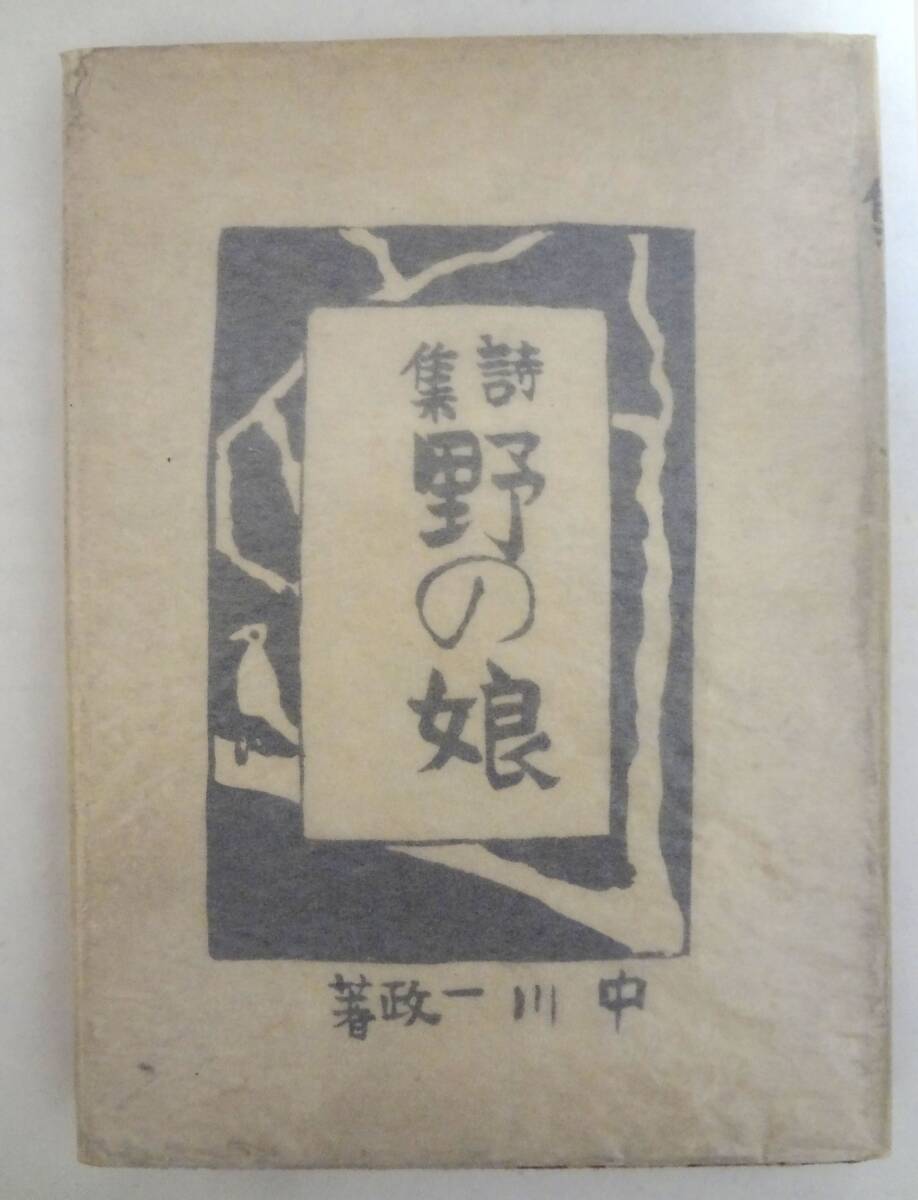 詩集
野の娘
中川一政著